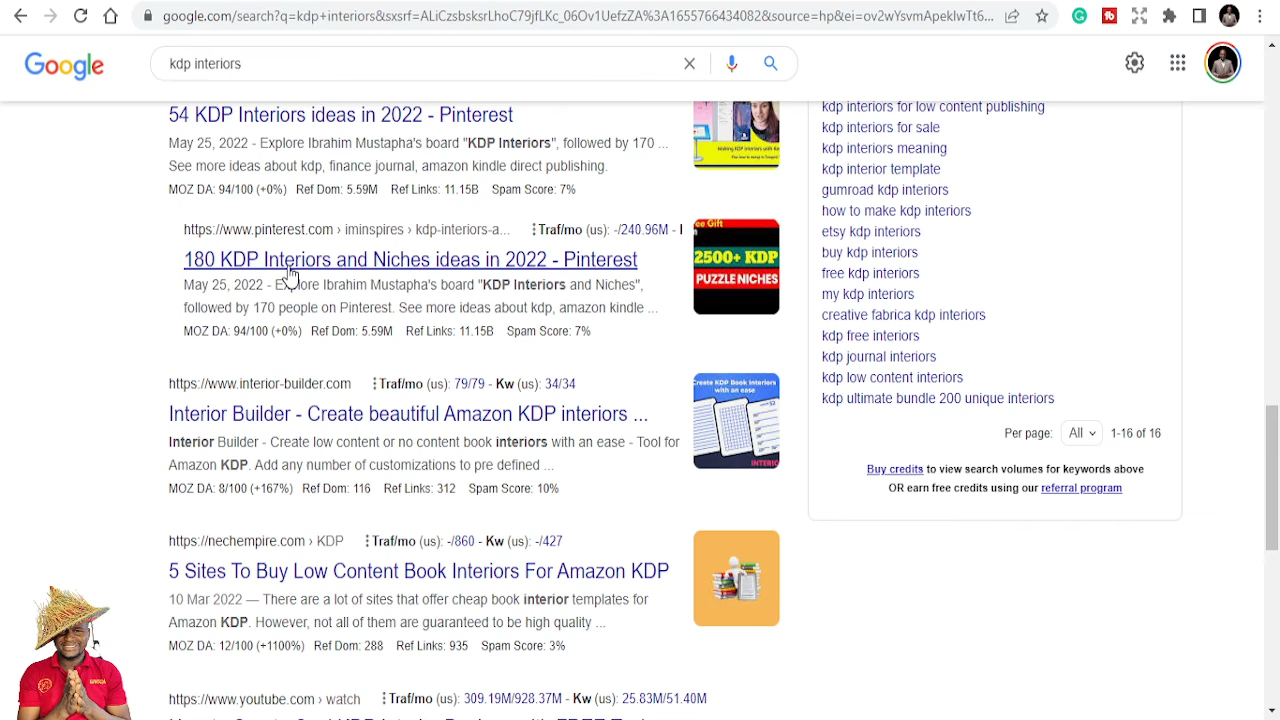 google.com/search?q=kdp+interiors&sxsrf=ALiCzsbSkLhoC79jfLKc_06Ov1UefzZA%3A1655766434082&source=hp&ei=ov2wYsvmApeklwTt6...
Google
kdp interiors
54 KDP Interiors ideas in 2022 - Pinterest
May 25, 2022 - Explore Ibrahim Mustapha's board "KDP Interiors", followed by 170 ...
See more ideas about kdp, finance journal, amazon kindle direct publishing.
MOZ DA: 94/100 (+0%) Ref Dom: 5.59M Ref Links: 11.15B Spam Score: 7%
https://www.pinterest.com › iminspires › kdp-interiors-a... Traf/mo (us): -/240.96M -
180 KDP Interiors and Niches ideas in 2022 - Pinterest
May 25, 2022 - Explore Ibrahim Mustapha's board "KDP Interiors and Niches",
followed by 170 people on Pinterest. See more ideas about kdp, amazon kindle ...
MOZ DA: 94/100 (+0%) Ref Dom: 5.59M Ref Links: 11.15B Spam Score: 7%
ee Gift
2500+ KDP
PUZZLE NICHES
https://www.interior-builder.com Traf/mo (us): 79/79 - Kw (us): 34/34
Interior Builder - Create beautiful Amazon KDP interiors ...
Interior Builder - Create low content or no content book interiors with an ease - Tool for
Amazon KDP. Add any number of customizations to pre defined ...
MOZ DA: 8/100 (+167%) Ref Dom: 116 Ref Links: 312 Spam Score: 10%
Create KDP Book Interiors
with an ease
INTERIO
https://nechempire.com › KDP Traf/mo (us): -/860 - Kw (us): -/427
5 Sites To Buy Low Content Book Interiors For Amazon KDP
10 Mar 2022 — There are a lot of sites that offer cheap book interior templates for
Amazon KDP. However, not all of them are guaranteed to be high quality ...
MOZ DA: 12/100 (+1100%) Ref Dom: 288 Ref Links: 935 Spam Score: 3%
https://www.youtube.com › watch Traf/mo (us): 309.19M/928.37M - Kw (us): 25.83M/51.40M
kdp interiors for low content publishing
kdp interiors for sale
kdp interiors meaning
kdp interior template
gumroad kdp interiors
how to make kdp interiors
etsy kdp interiors
buy kdp interiors
free kdp interiors
my kdp interiors
creative fabrica kdp interiors
kdp free interiors
kdp journal interiors
kdp low content interiors
kdp ultimate bundle 200 unique interiors
Per page: All 1-16 of 16
Buy credits to view search volumes for keywords above
OR earn free credits using our referral program